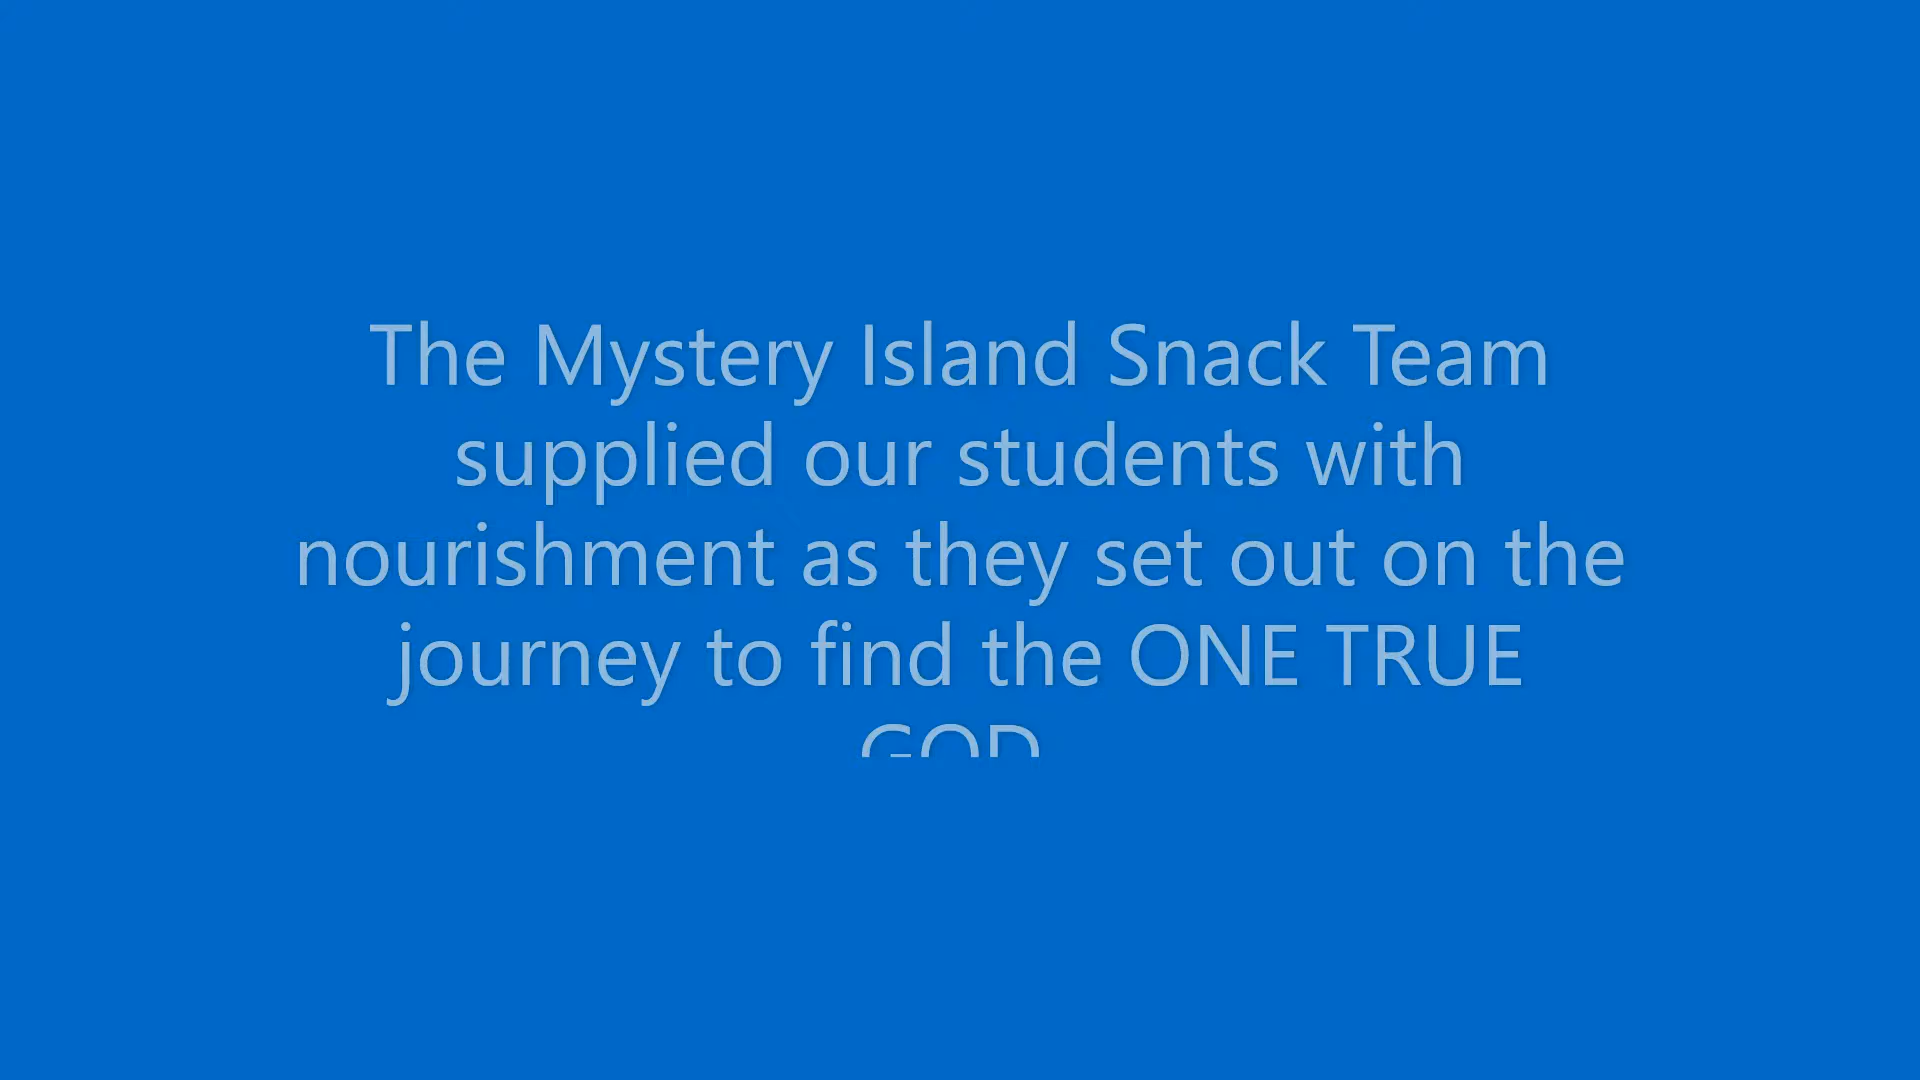 The Mystery Island Snack Team
supplied our students with
nourishment as they set out on the
journey to find the ONE TRUE
GOD